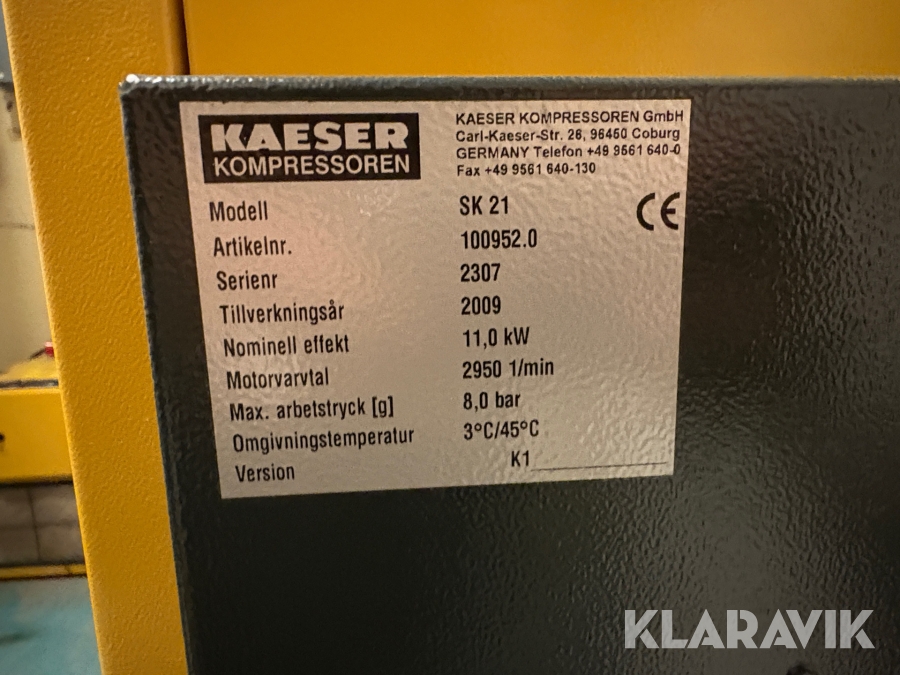 KAESER
KOMPRESSOREN
KAESER KOMPRESSOREN GmbH
Carl-Kaeser-Str. 26, 96450 Coburg
GERMANY Telefon +49 9561 640-0
Fax +49 9561 640-130
CE
Modell SK 21
Artikelnr. 100952.0
Serienr 2307
Tillverkningsår 2009
Nominell effekt 11,0 kW
Motorvarvtal 2950 1/min
Max. arbetstryck [g] 8,0 bar
Omgivningstemperatur 3°C/45°C
Version K1
KLARAVIK